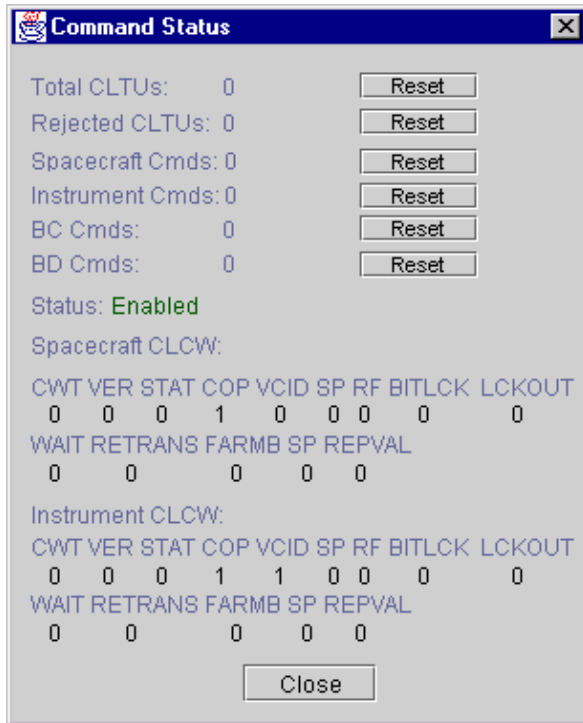 Command Status
Total CLTUs: 0 Reset
Rejected CLTUs: 0 Reset
Spacecraft Cmds: 0 Reset
Instrument Cmds: 0 Reset
BC Cmds: 0 Reset
BD Cmds: 0 Reset
Status: Enabled
Spacecraft CLCW:
CWT VER STAT COP VCID SP RF BITLCK LCKOUT
0 0 0 1 0 0 0 0 0
WAIT RETRANS FARMB SP REPVAL
0 0 0 0 0
Instrument CLCW:
CWT VER STAT COP VCID SP RF BITLCK LCKOUT
0 0 0 1 1 0 0 0 0
WAIT RETRANS FARMB SP REPVAL
0 0 0 0 0
Close